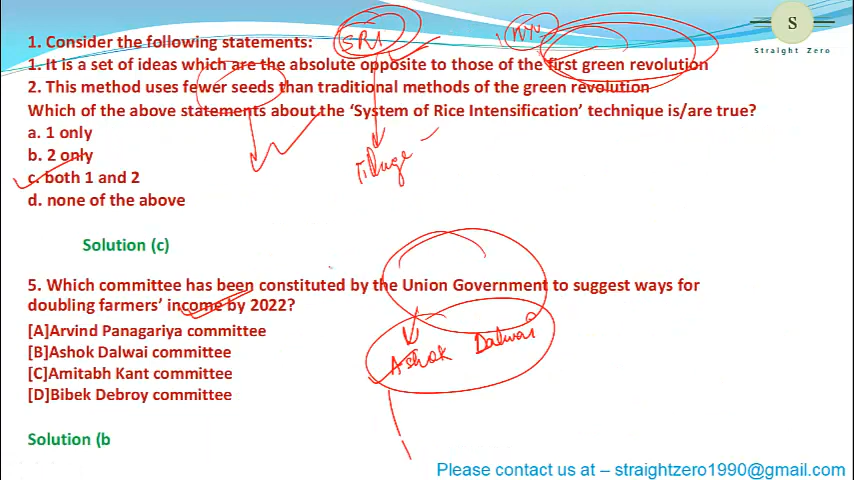 1. Consider the following statements:
SRI
S
Straight Zero
1. It is a set of ideas which are the absolute opposite to those of the first green revolution
2. This method uses fewer seeds than traditional methods of the green revolution
Which of the above statements about the ‘System of Rice Intensification’ technique is/are true?
a. 1 only
b. 2 only
c. both 1 and 2
d. none of the above
Solution (c)
5. Which committee has been constituted by the Union Government to suggest ways for
doubling farmers’ income by 2022?
[A]Arvind Panagariya committee
[B]Ashok Dalwai committee
Ashok Dalwai
[C]Amitabh Kant committee
[D]Bibek Debroy committee
Solution (b
Please contact us at – straightzero1990@gmail.com